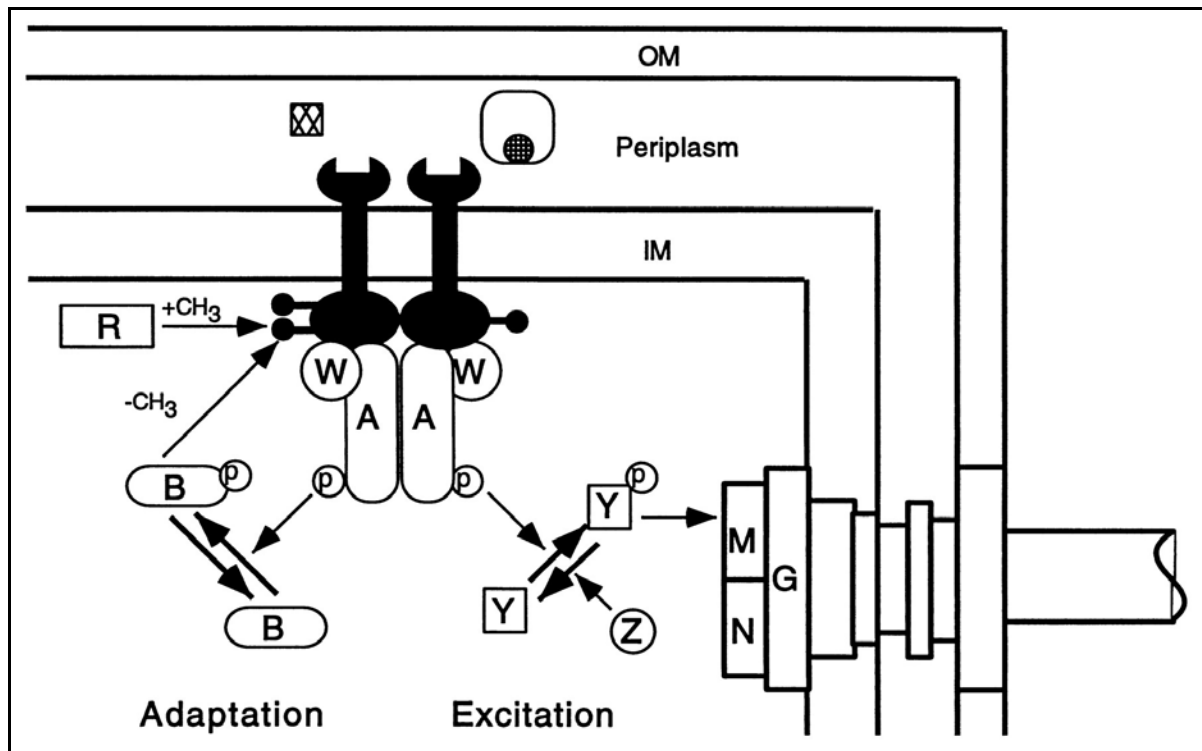 OM
Periplasm
IM
R
+CH3
W
W
A
A
-CH3
B
p
p
p
p
Y
M
G
Y
N
B
Z
Adaptation
Excitation